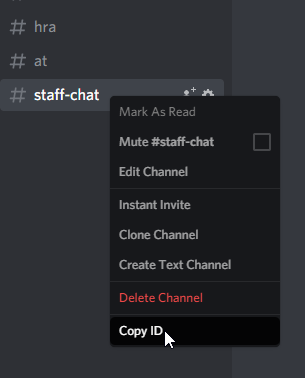 # hra
# at
# staff-chat
Mark As Read
Mute #staff-chat
Edit Channel
Instant Invite
Clone Channel
Create Text Channel
Delete Channel
Copy ID